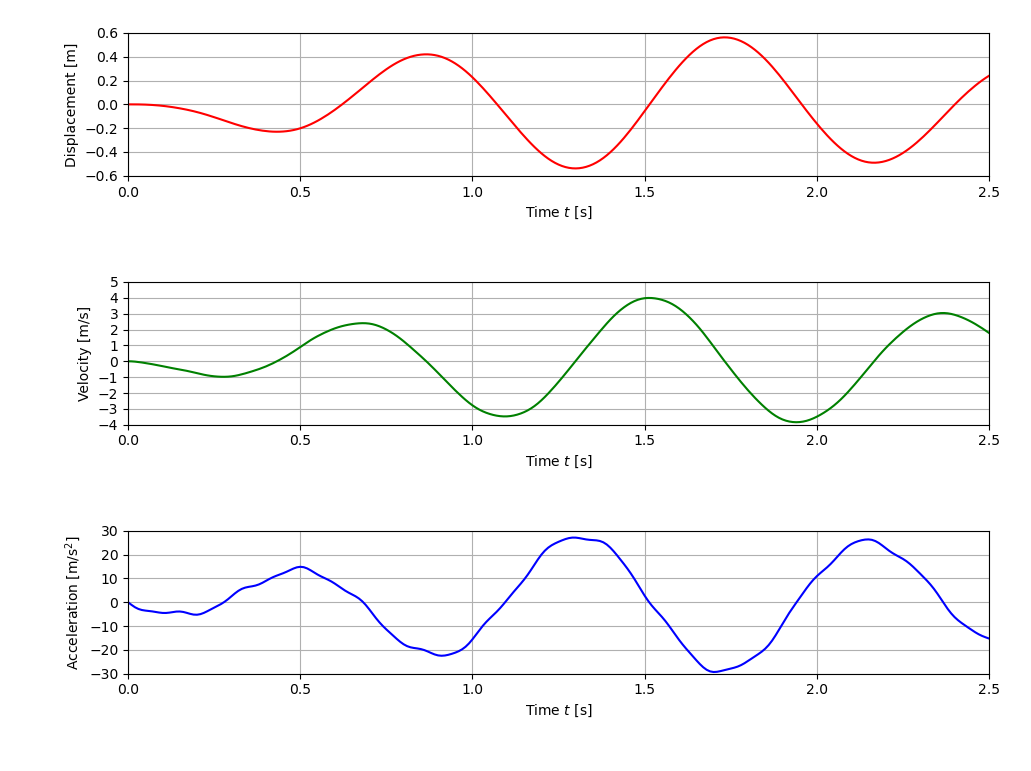 0.6
0.4
0.2
0.0
−0.2
−0.4
−0.6
Displacement [m]
0.0 0.5 1.0 1.5 2.0 2.5
Time t [s]
5
4
3
2
1
0
−1
−2
−3
−4
Velocity [m/s]
0.0 0.5 1.0 1.5 2.0 2.5
Time t [s]
30
20
10
0
−10
−20
−30
Acceleration [m/s²]
0.0 0.5 1.0 1.5 2.0 2.5
Time t [s]